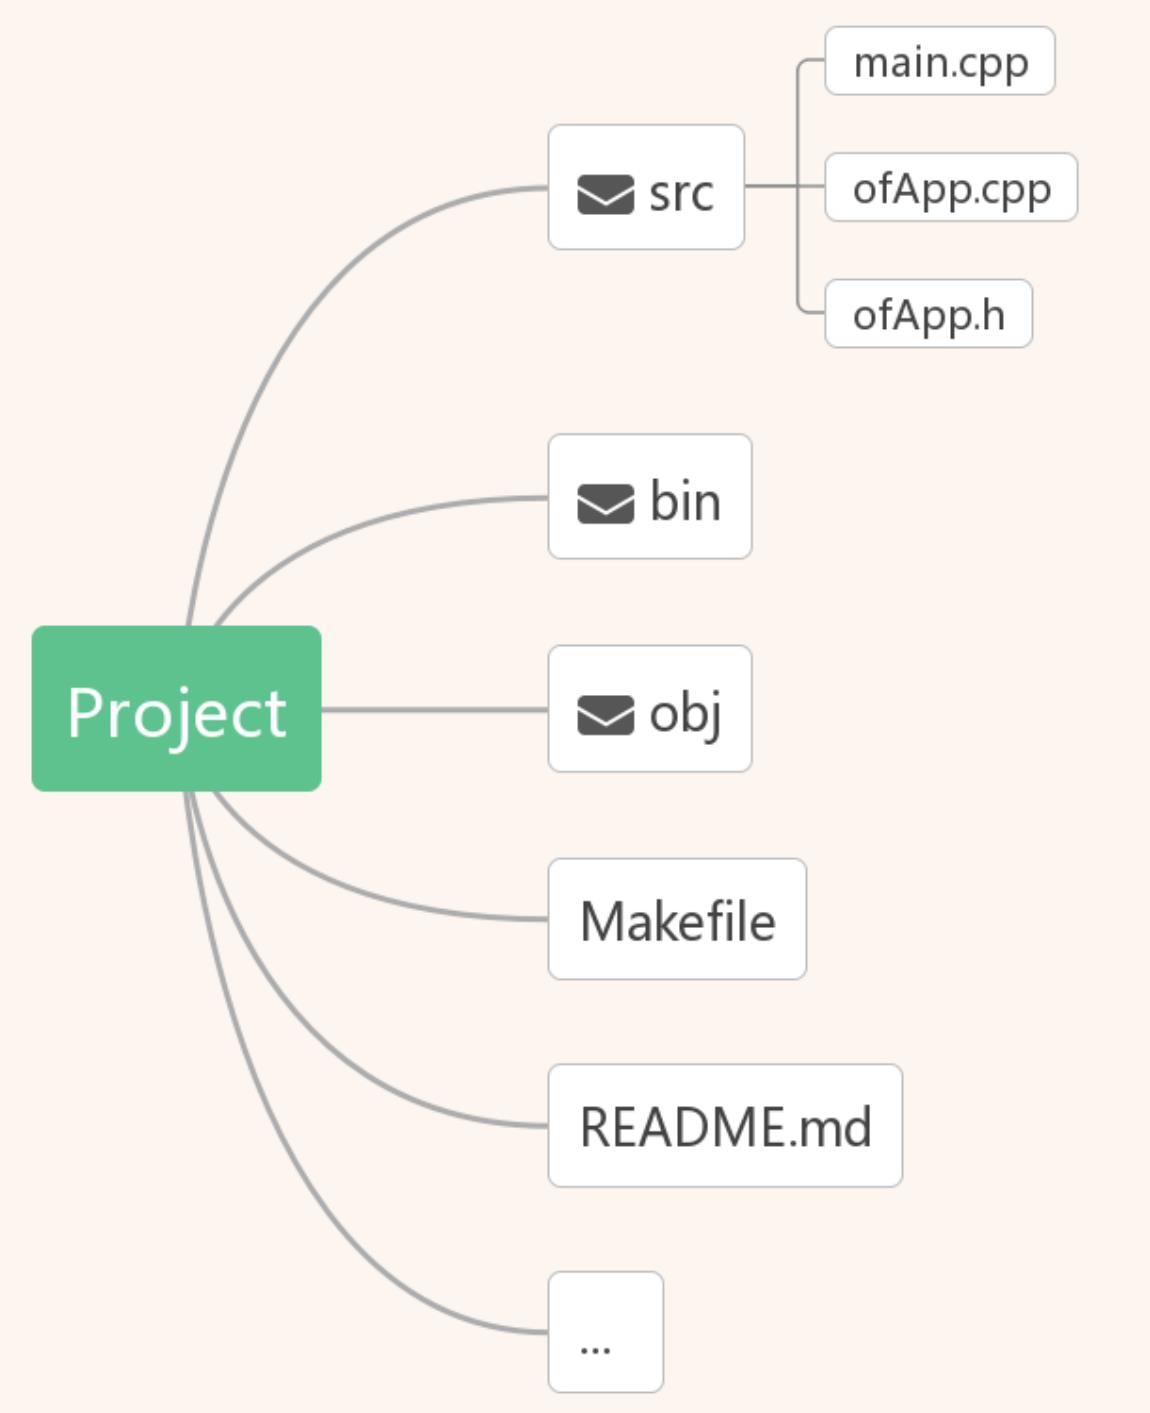 main.cpp
src
ofApp.cpp
ofApp.h
bin
Project
obj
Makefile
README.md
...